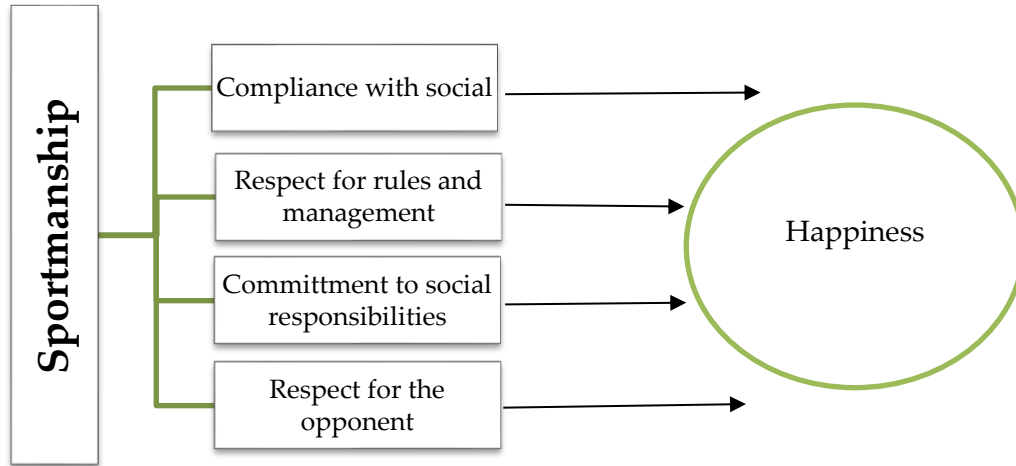 Sportmanship
Compliance with social
Respect for rules and
management
Committment to social
responsibilities
Respect for the
opponent
Happiness